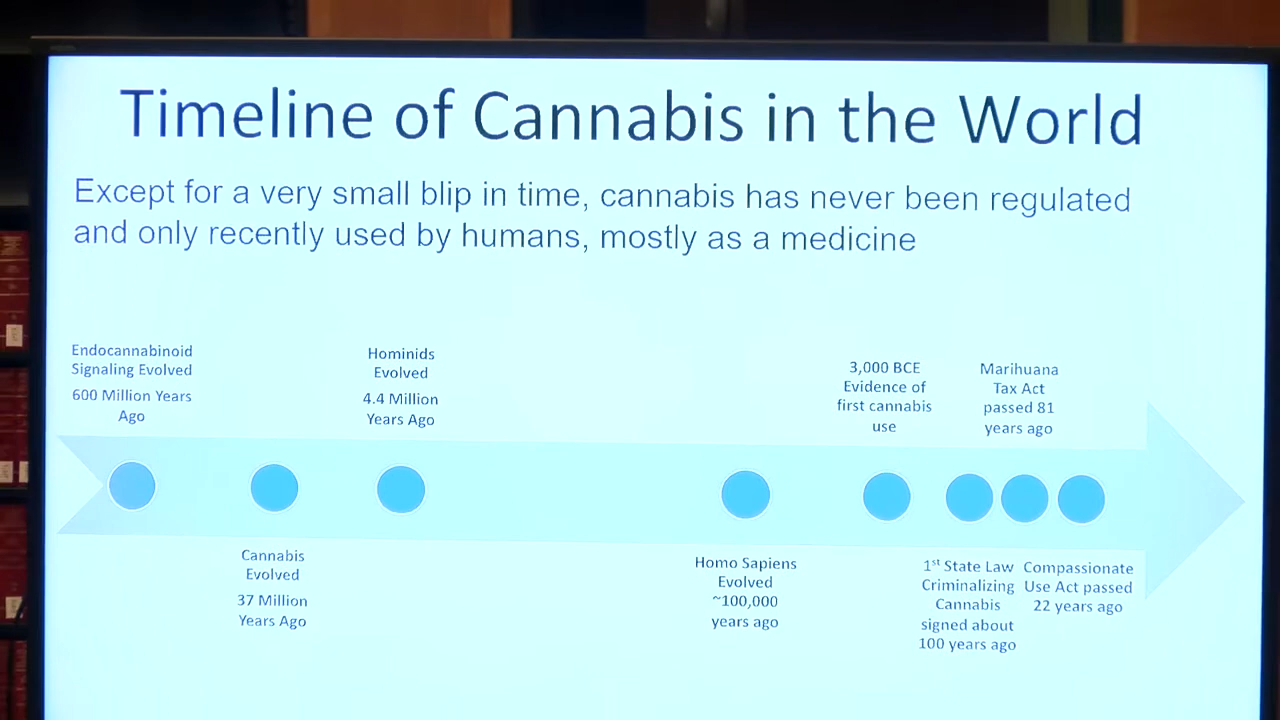 Timeline of Cannabis in the World
Except for a very small blip in time, cannabis has never been regulated
and only recently used by humans, mostly as a medicine
Endocannabinoid
Signaling Evolved
600 Million Years
Ago
Cannabis
Evolved
37 Million
Years Ago
Hominids
Evolved
4.4 Million
Years Ago
Homo Sapiens
Evolved
~100,000
years ago
3,000 BCE
Evidence of
first cannabis
use
1st State Law
Criminalizing
Cannabis
signed about
100 years ago
Marihuana
Tax Act
passed 81
years ago
Compassionate
Use Act passed
22 years ago